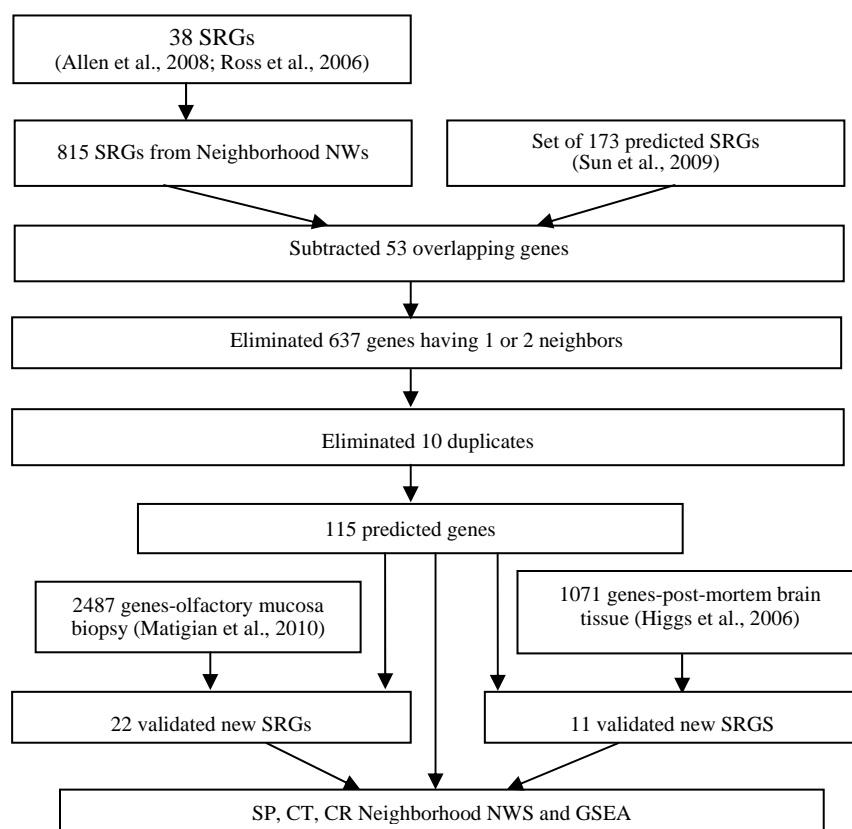 38 SRGs
(Allen et al., 2008; Ross et al., 2006)
815 SRGs from Neighborhood NWs
Set of 173 predicted SRGs
(Sun et al., 2009)
Subtracted 53 overlapping genes
Eliminated 637 genes having 1 or 2 neighbors
Eliminated 10 duplicates
115 predicted genes
2487 genes-olfactory mucosa
biopsy (Matigian et al., 2010)
1071 genes-post-mortem brain
tissue (Higgs et al., 2006)
22 validated new SRGs
11 validated new SRGS
SP, CT, CR Neighborhood NWS and GSEA